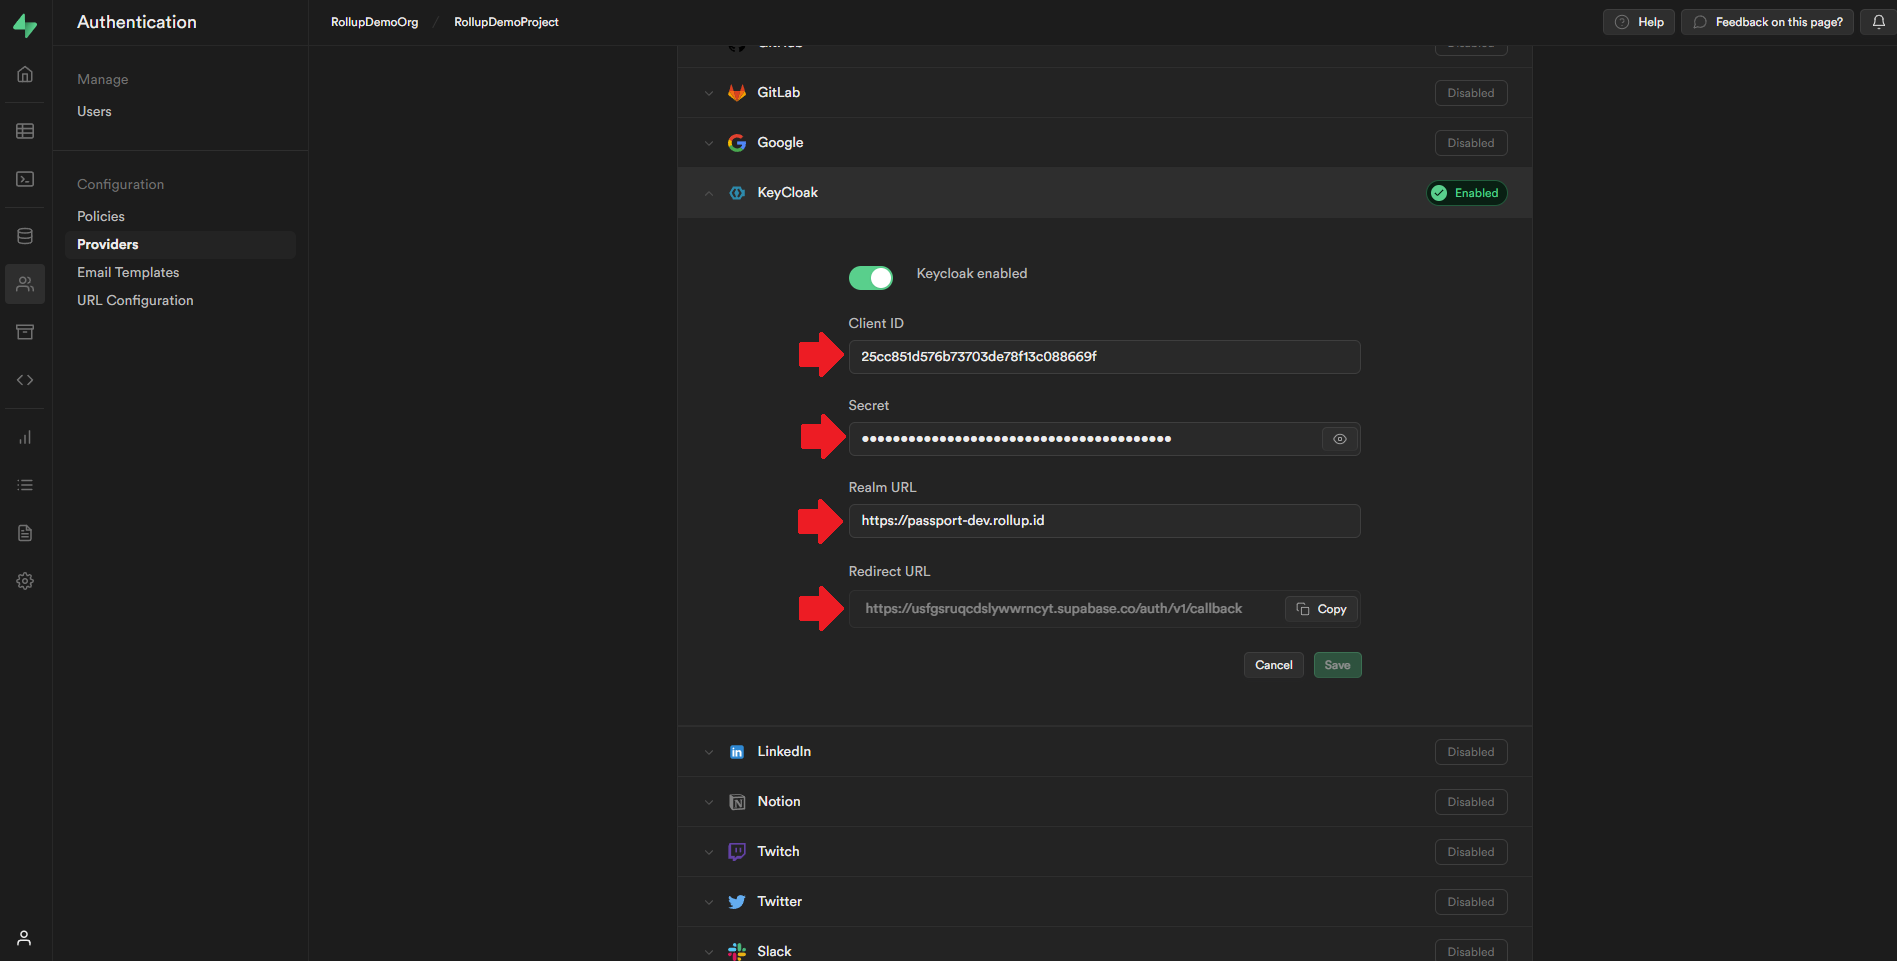 Authentication
RollupDemoOrg / RollupDemoProject
Help
Feedback on this page?
Manage
Users
Configuration
Policies
Providers
Email Templates
URL Configuration
GitHub
Disabled
GitLab
Disabled
Google
Disabled
KeyCloak
Enabled
Keycloak enabled
Client ID
25cc851d576b73703de78f13c088669f
Secret
Realm URL
https://passport-dev.rollup.id
Redirect URL
https://usfgsruqcdslywwrncyt.supabase.co/auth/v1/callback
Copy
Cancel
Save
LinkedIn
Disabled
Notion
Disabled
Twitch
Disabled
Twitter
Disabled
Slack
Disabled